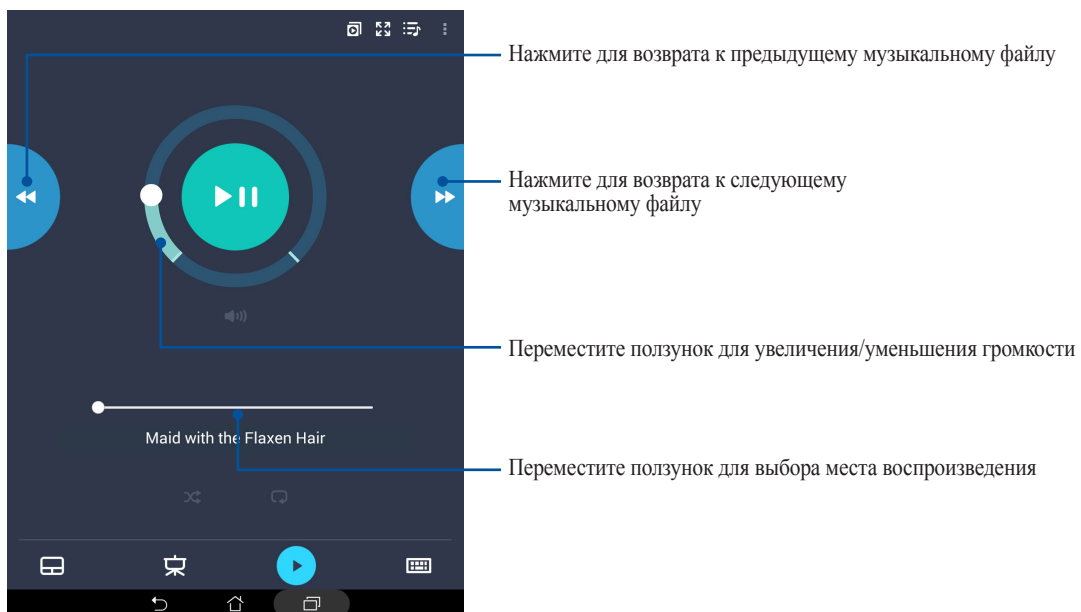 Нажмите для возврата к предыдущему музыкальному файлу
Нажмите для возврата к следующему
музыкальному файлу
Переместите ползунок для увеличения/уменьшения громкости
Maid with the Flaxen Hair
Переместите ползунок для выбора места воспроизведения